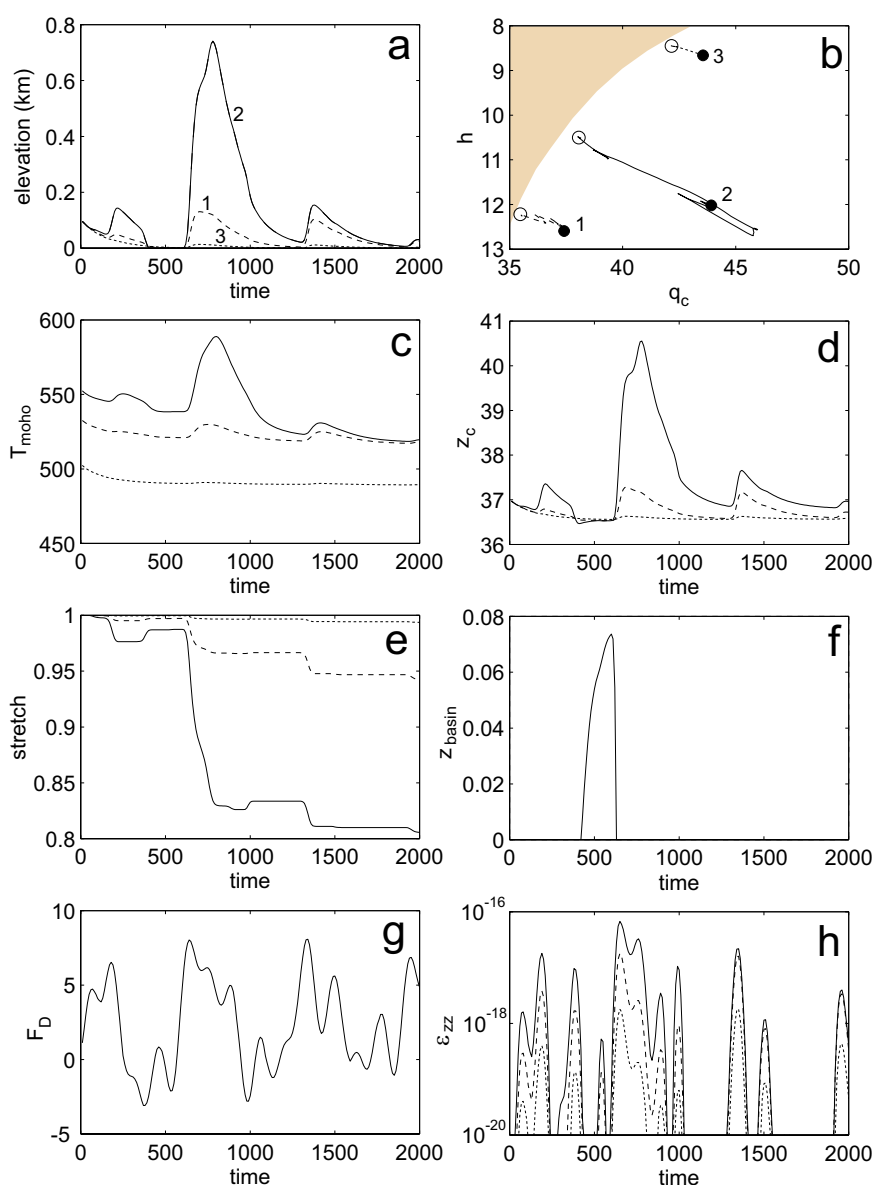 a
elevation (km)
0.8
0.6
0.4
0.2
0
2
1
3
0 500 1000 1500 2000
time
b
h
8
9
10
11
12
13
3
2
1
35 40 45 50
q_c
c
T_moho
600
550
500
450
0 500 1000 1500 2000
time
d
z_c
41
40
39
38
37
36
0 500 1000 1500 2000
time
e
stretch
1
0.95
0.9
0.85
0.8
0 500 1000 1500 2000
time
f
z_basin
0.08
0.06
0.04
0.02
0
0 500 1000 1500 2000
time
g
F_D
10
5
0
-5
0 500 1000 1500 2000
time
h
ε_zz
10^-16
10^-18
10^-20
0 500 1000 1500 2000
time